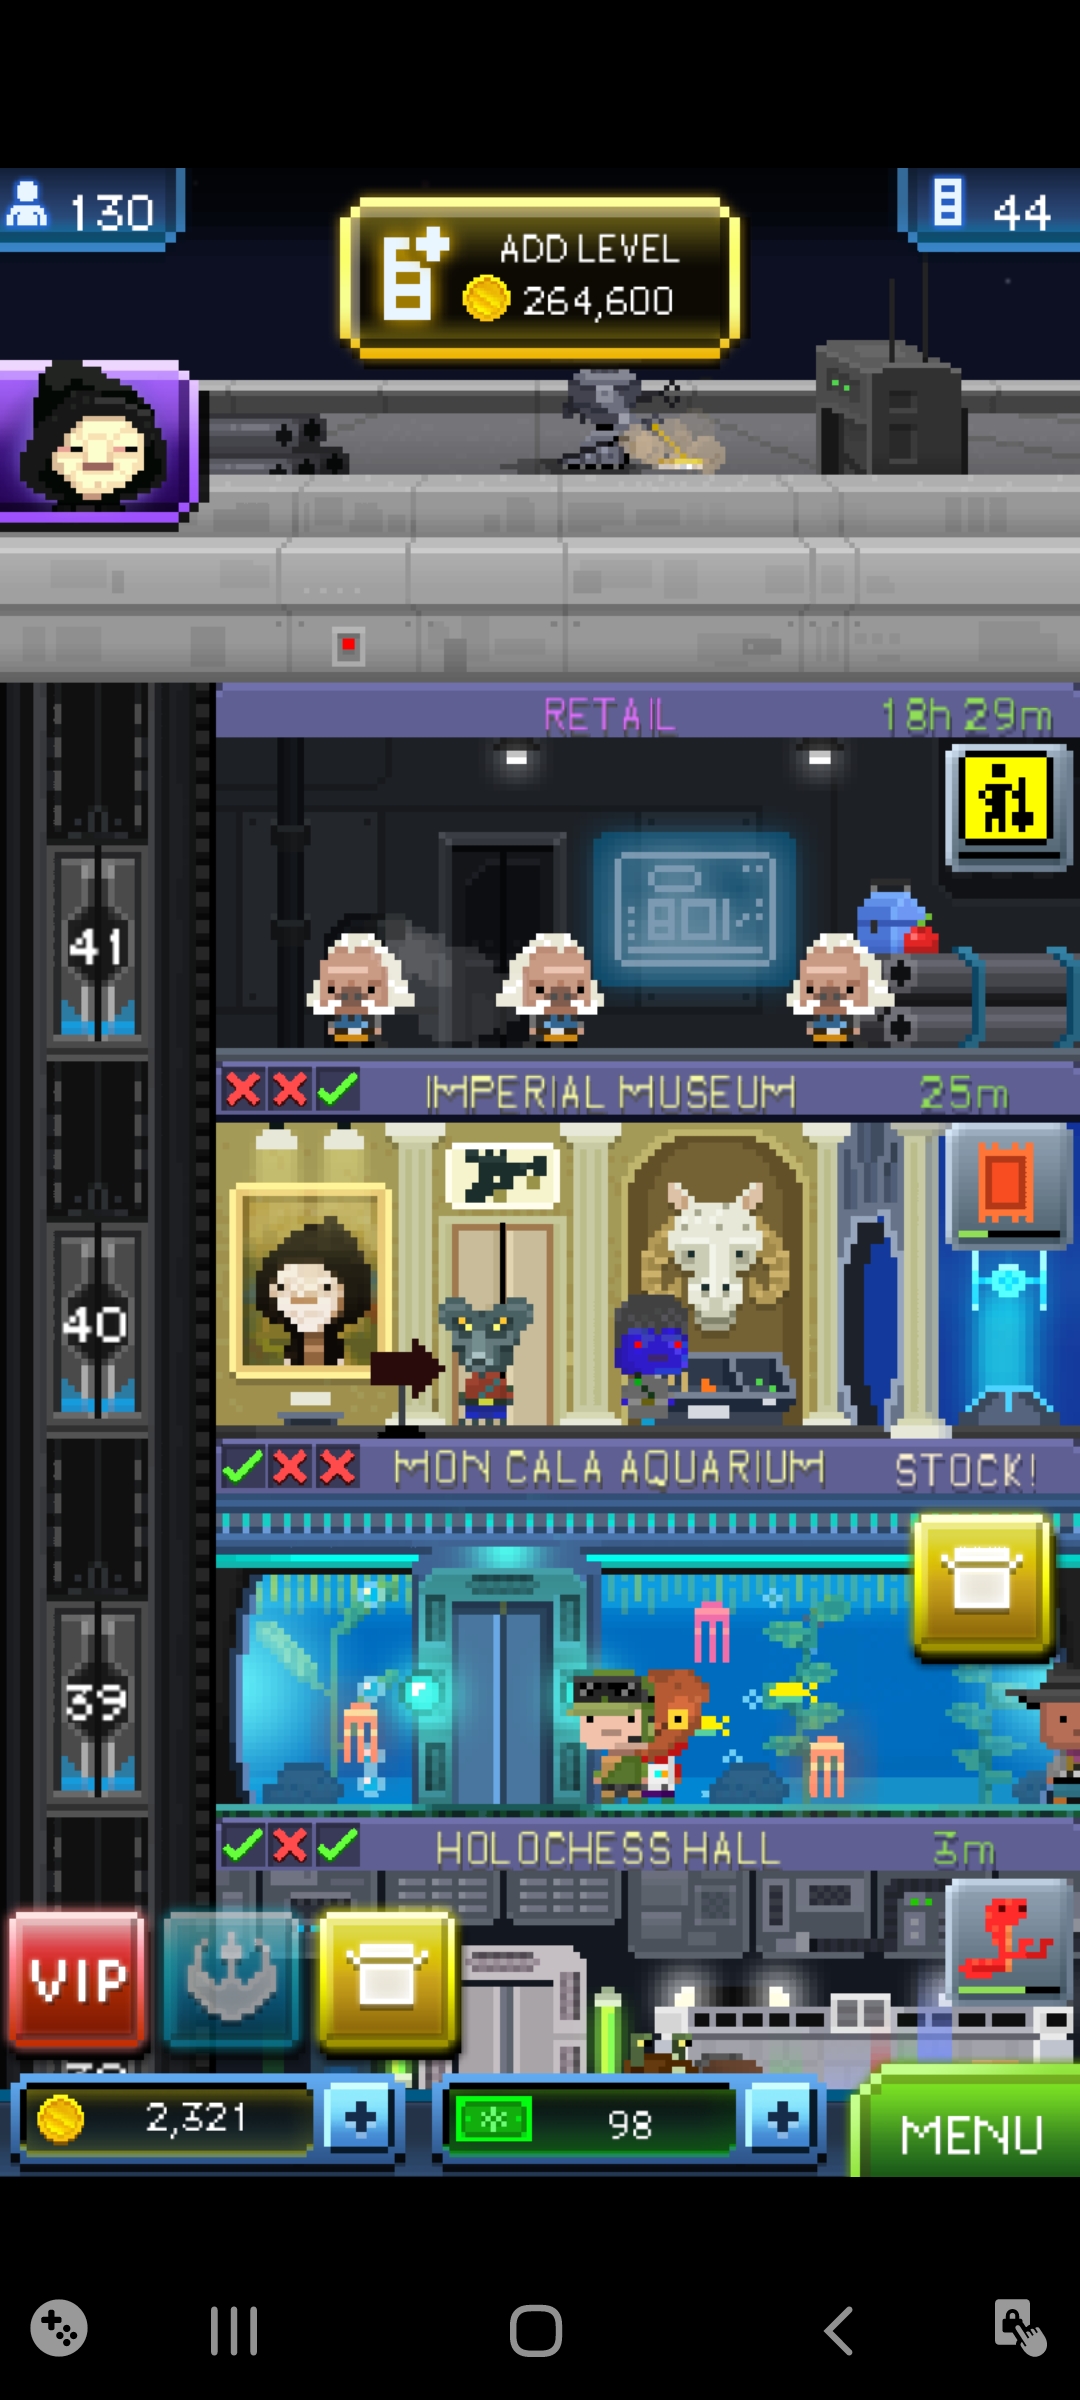 130
ADD LEVEL
264,600
44
RETAIL 18h 29m
41
IMPERIAL MUSEUM 25m
40
MON CALA AQUARIUM STOCK!
39
HOLOCHESS HALL 3m
VIP
2,321
98
MENU